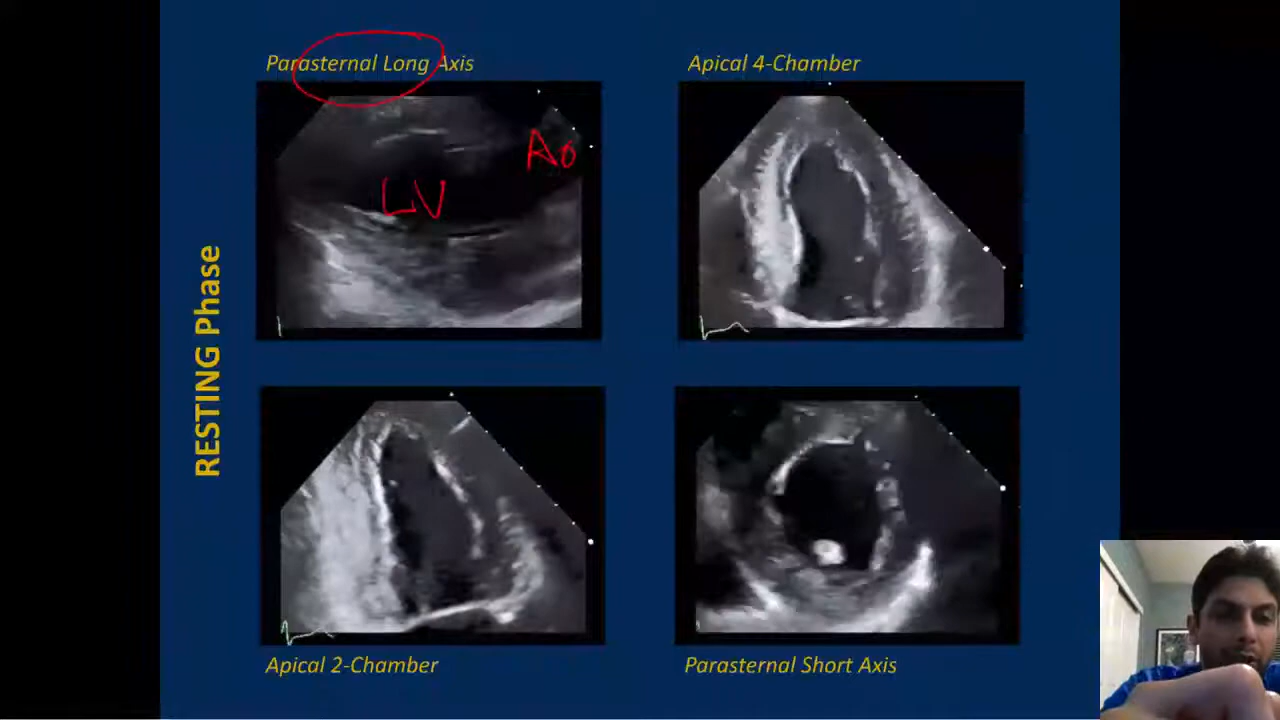 Parasternal Long Axis
Apical 4-Chamber
Ao
LV
RESTING Phase
Apical 2-Chamber
Parasternal Short Axis